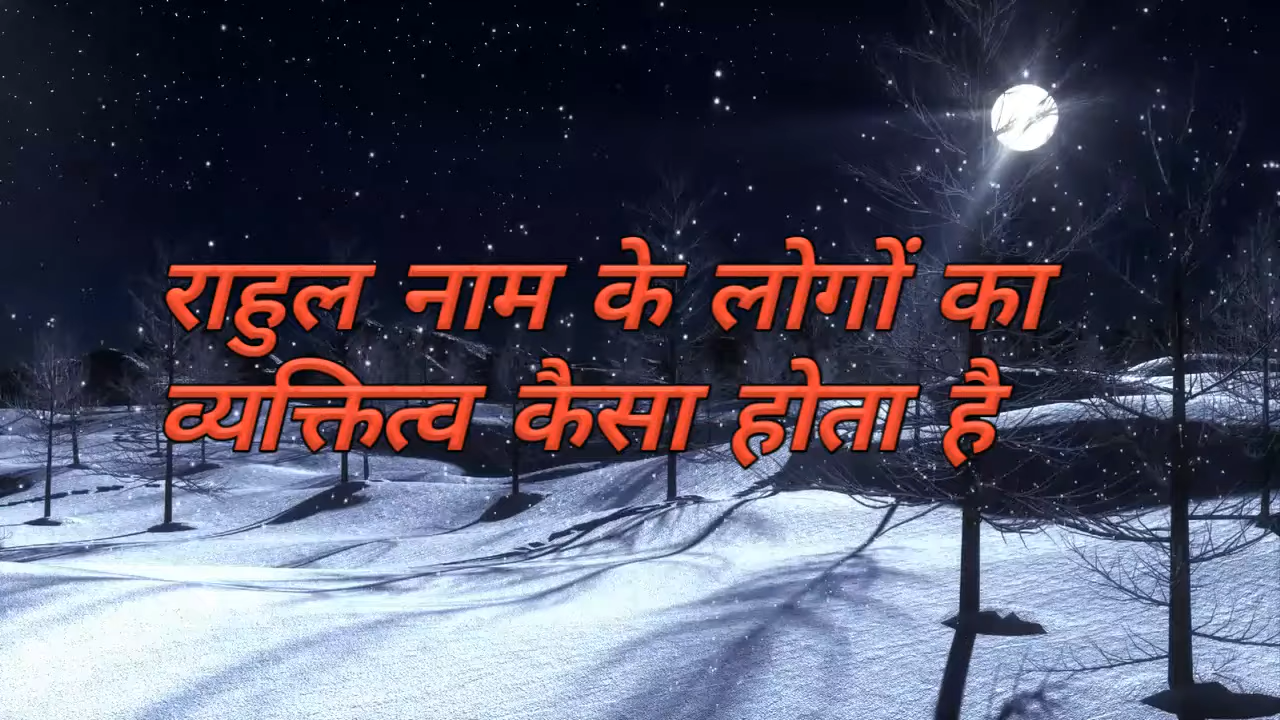 राहुल नाम के लोगों का
व्यक्तित्व कैसा होता है